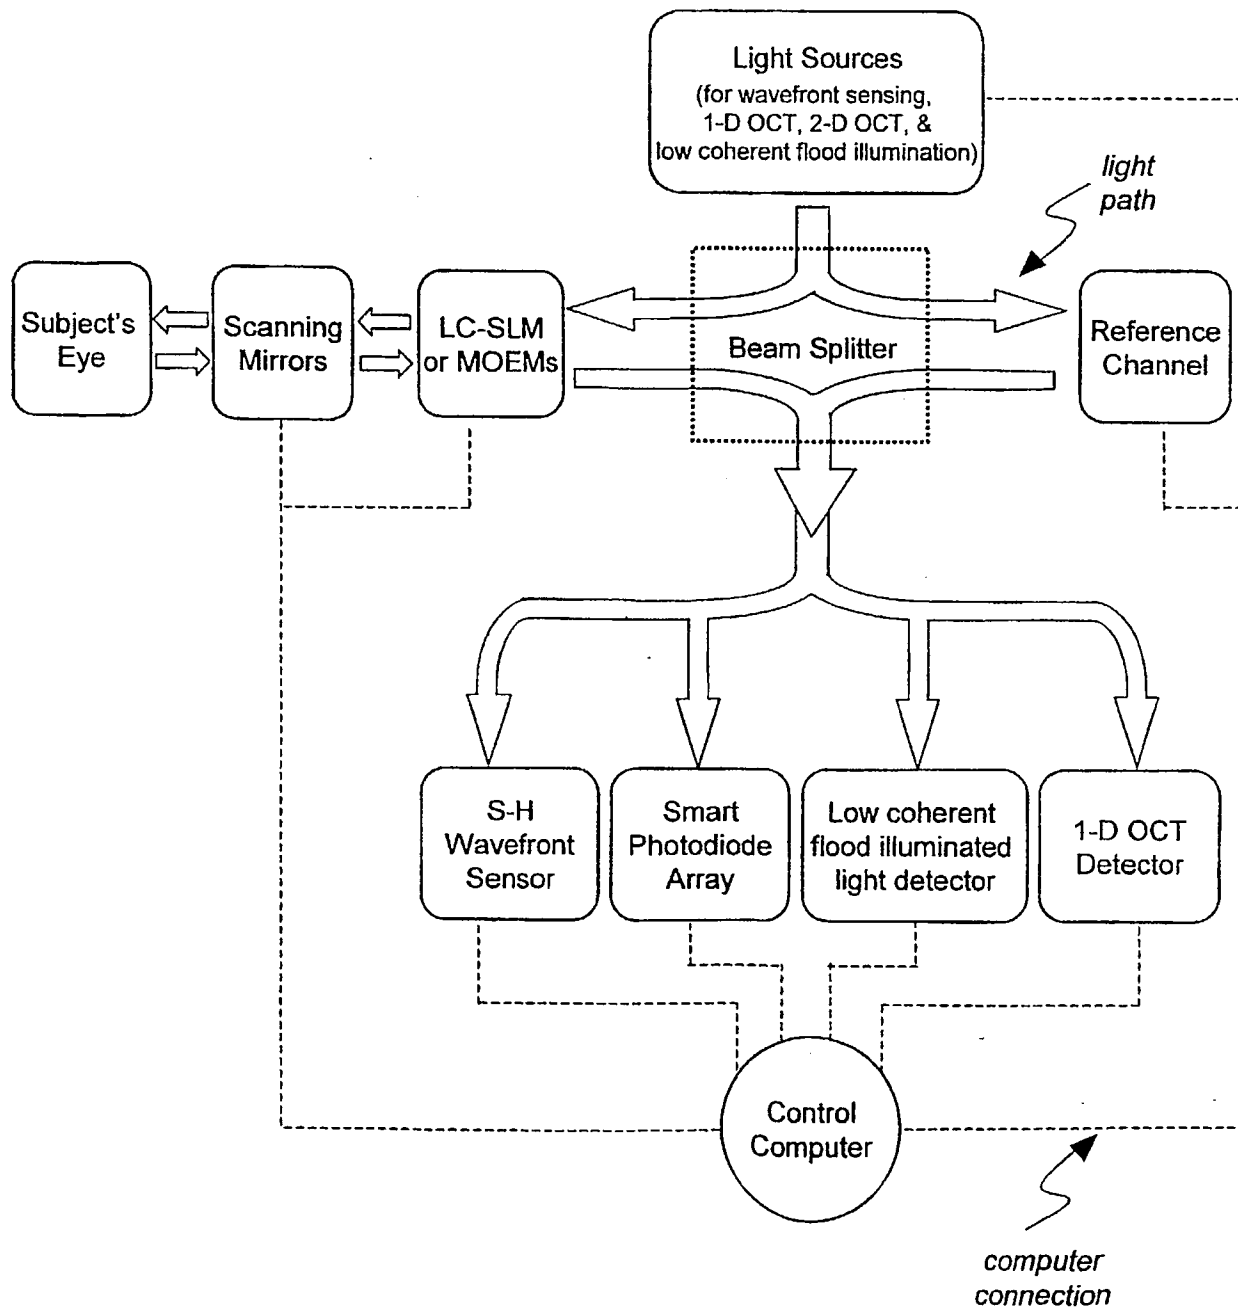 Light Sources
(for wavefront sensing,
1-D OCT, 2-D OCT, &
low coherent flood illumination)
light
path
Subject's
Eye
Scanning
Mirrors
LC-SLM
or MOEMs
Beam Splitter
Reference
Channel
S-H
Wavefront
Sensor
Smart
Photodiode
Array
Low coherent
flood illuminated
light detector
1-D OCT
Detector
Control
Computer
computer
connection